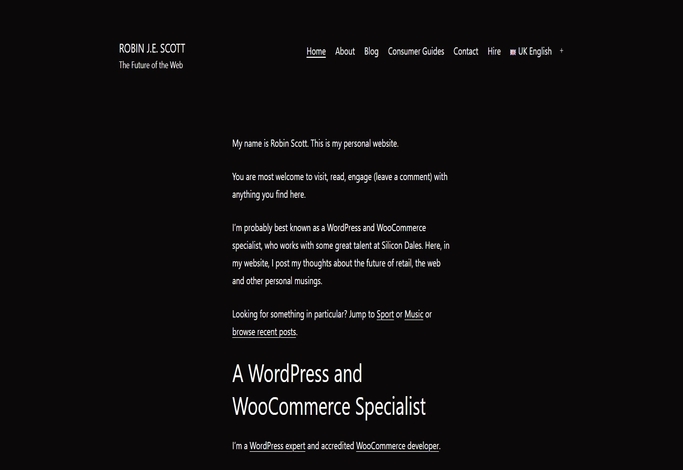 ROBIN J.E. SCOTT
The Future of the Web
Home About Blog Consumer Guides Contact Hire UK English +
My name is Robin Scott. This is my personal website.
You are most welcome to visit, read, engage (leave a comment) with
anything you find here.
I'm probably best known as a WordPress and WooCommerce
specialist, who works with some great talent at Silicon Dales. Here, in
my website, I post my thoughts about the future of retail, the web
and other personal musings.
Looking for something in particular? Jump to Sport or Music or
browse recent posts.
A WordPress and
WooCommerce Specialist
I'm a WordPress expert and accredited WooCommerce developer.